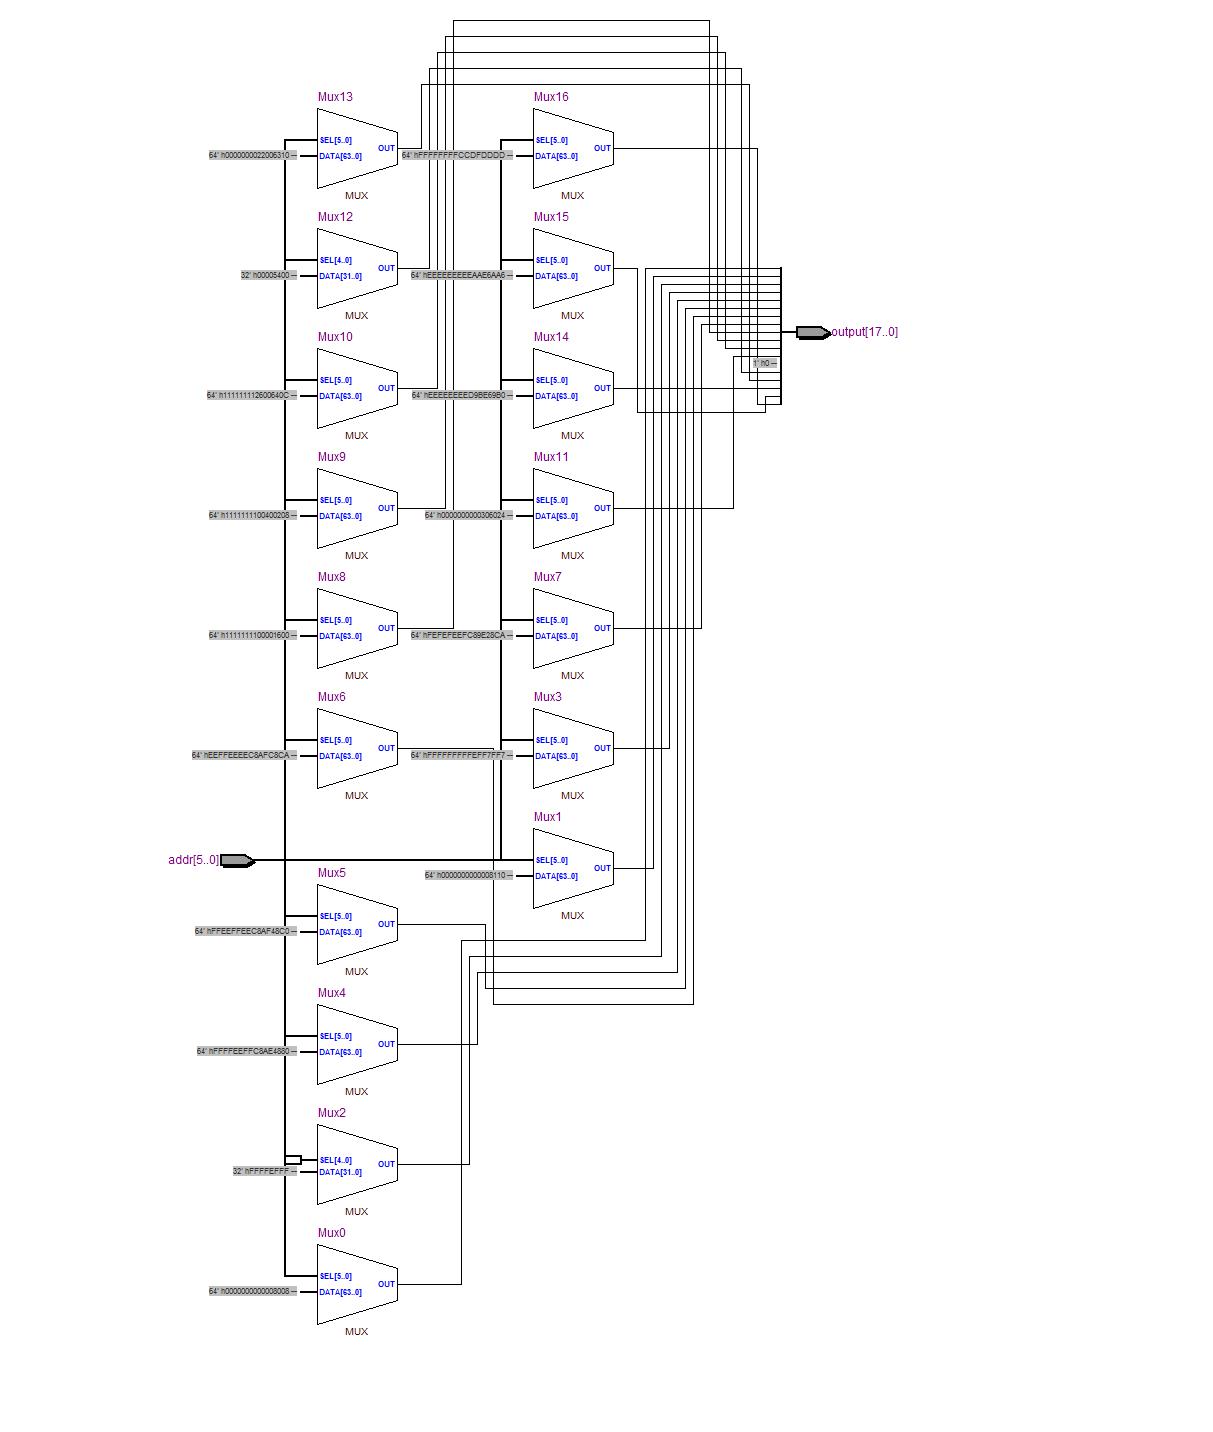 Mux13
Mux16
SEL[5..0]
64' h0000000022006310
DATA[63..0]
OUT
MUX
SEL[5..0]
64' hFFFFFFFFCCDFDDDD
DATA[63..0]
OUT
MUX
Mux12
Mux15
SEL[4..0]
32' h00005400
DATA[31..0]
OUT
MUX
SEL[5..0]
64' hEEEEEEEEEAAE6AA6
DATA[63..0]
OUT
MUX
output[17..0]
1' h0
Mux10
Mux14
SEL[5..0]
64' h111111112600640C
DATA[63..0]
OUT
MUX
SEL[5..0]
64' hEEEEEEEED9BE69B0
DATA[63..0]
OUT
MUX
Mux9
Mux11
SEL[5..0]
64' h1111111100400208
DATA[63..0]
OUT
MUX
SEL[5..0]
64' h0000000000306024
DATA[63..0]
OUT
MUX
Mux8
Mux7
SEL[5..0]
64' h1111111100001600
DATA[63..0]
OUT
MUX
SEL[5..0]
64' hFEFEFEEFC89E28CA
DATA[63..0]
OUT
MUX
Mux6
Mux3
SEL[5..0]
64' hEEFFEEEEC8AFC8CA
DATA[63..0]
OUT
MUX
SEL[5..0]
64' hFFFFFFFFFEFF7FF7
DATA[63..0]
OUT
MUX
Mux1
addr[5..0]
SEL[5..0]
64' h0000000000008110
DATA[63..0]
OUT
MUX
Mux5
SEL[5..0]
64' hFFEEFFEEC8AF48C0
DATA[63..0]
OUT
MUX
Mux4
SEL[5..0]
64' hFFFFEEFFC8AE4880
DATA[63..0]
OUT
MUX
Mux2
SEL[4..0]
32' hFFFFEFFF
DATA[31..0]
OUT
MUX
Mux0
SEL[5..0]
64' h0000000000008008
DATA[63..0]
OUT
MUX